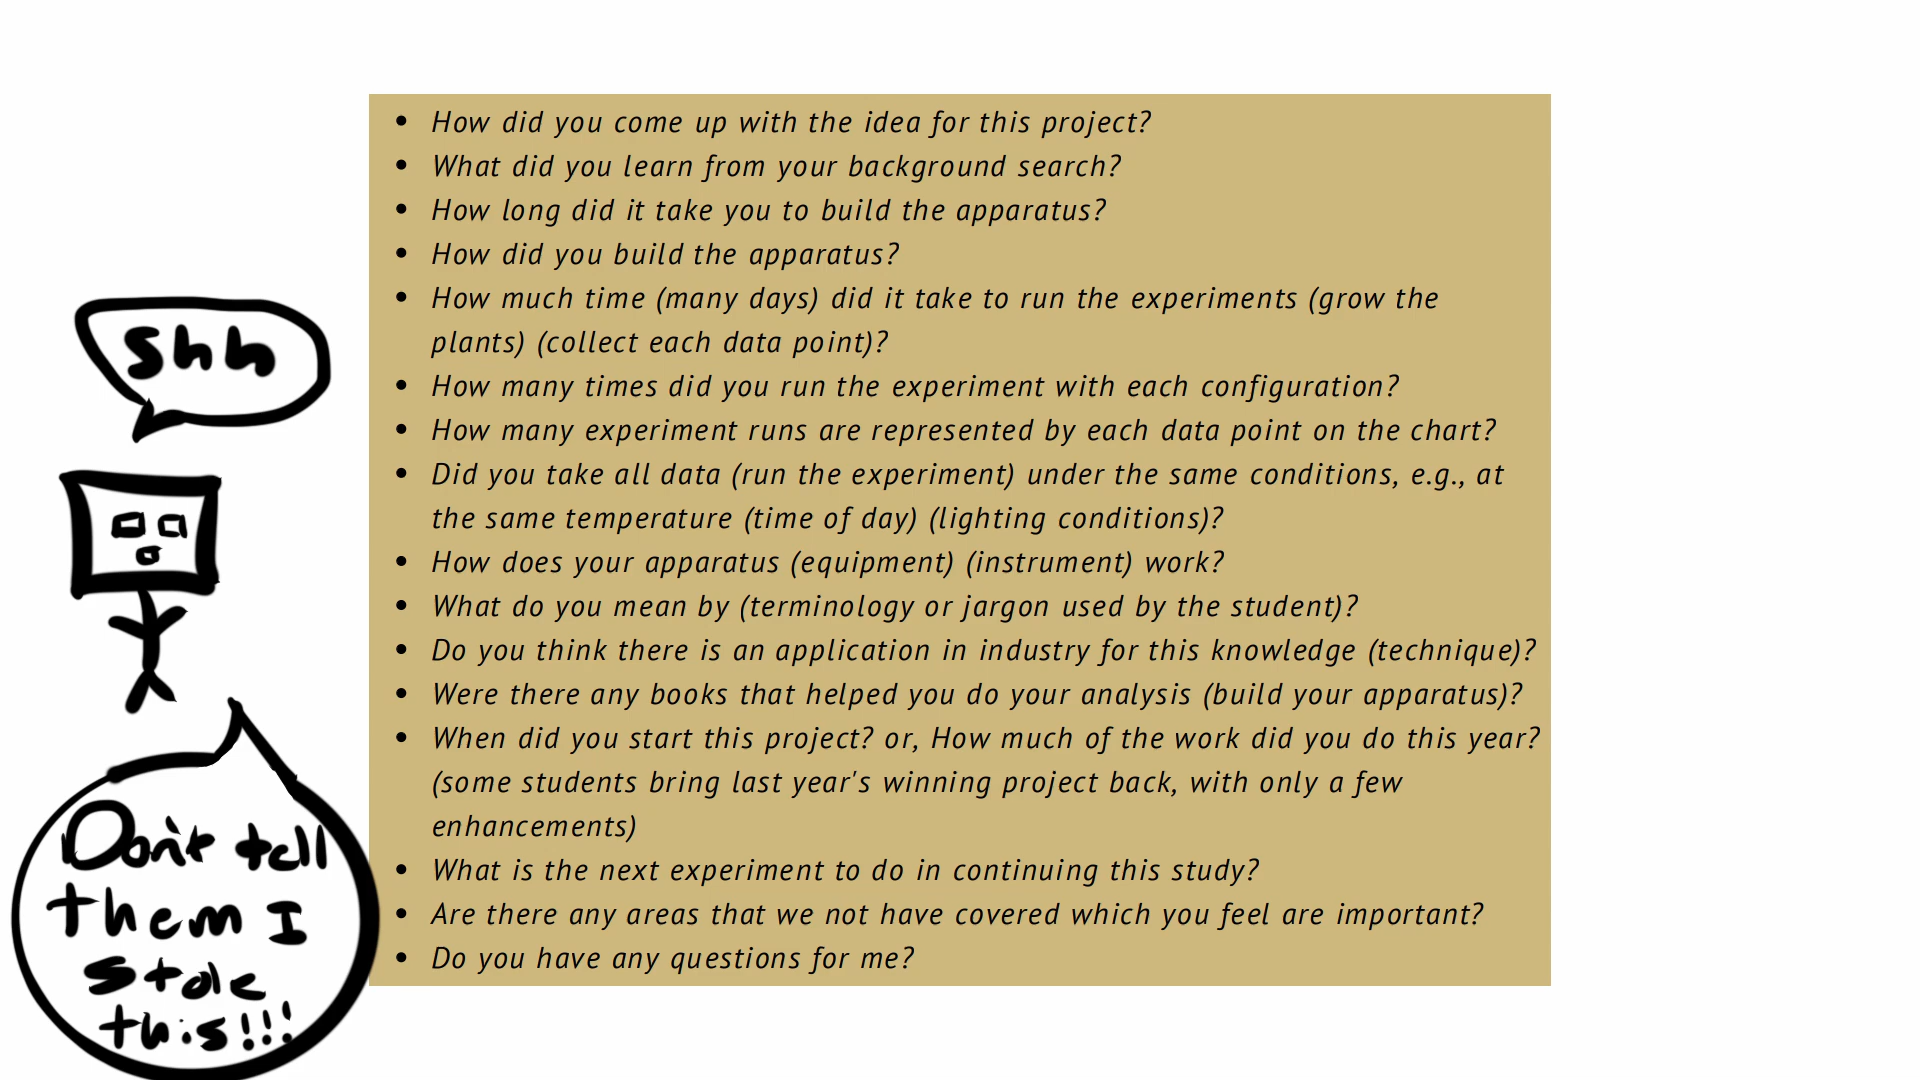 Shh
Don't tell
them I
stole
this!!!
• How did you come up with the idea for this project?
• What did you learn from your background search?
• How long did it take you to build the apparatus?
• How did you build the apparatus?
• How much time (many days) did it take to run the experiments (grow the
plants) (collect each data point)?
• How many times did you run the experiment with each configuration?
• How many experiment runs are represented by each data point on the chart?
• Did you take all data (run the experiment) under the same conditions, e.g., at
the same temperature (time of day) (lighting conditions)?
• How does your apparatus (equipment) (instrument) work?
• What do you mean by (terminology or jargon used by the student)?
• Do you think there is an application in industry for this knowledge (technique)?
• Were there any books that helped you do your analysis (build your apparatus)?
• When did you start this project? or, How much of the work did you do this year?
(some students bring last year's winning project back, with only a few
enhancements)
• What is the next experiment to do in continuing this study?
• Are there any areas that we not have covered which you feel are important?
• Do you have any questions for me?